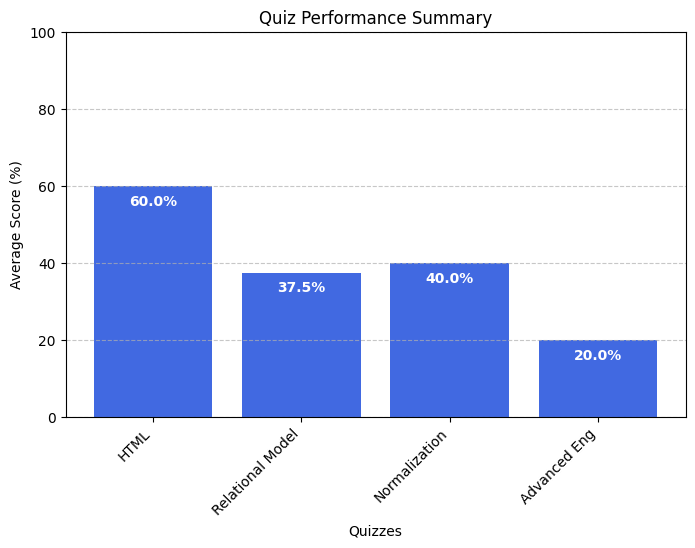 Quiz Performance Summary
100
80
60
40
20
0
Average Score (%)
60.0%
37.5%
40.0%
20.0%
HTML
Relational Model
Normalization
Advanced Eng
Quizzes